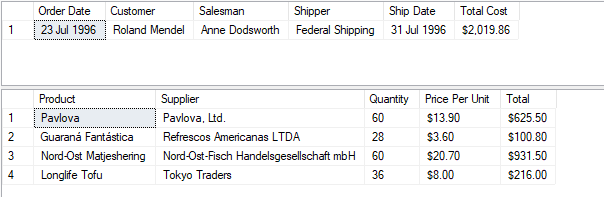 Order Date Customer Salesman Shipper Ship Date Total Cost
1 23 Jul 1996 Roland Mendel Anne Dodsworth Federal Shipping 31 Jul 1996 $2,019.86
Product Supplier Quantity Price Per Unit Total
1 Pavlova Pavlova, Ltd. 60 $13.90 $625.50
2 Guaraná Fantástica Refrescos Americanas LTDA 28 $3.60 $100.80
3 Nord-Ost Matjeshering Nord-Ost-Fisch Handelsgesellschaft mbH 60 $20.70 $931.50
4 Longlife Tofu Tokyo Traders 36 $8.00 $216.00